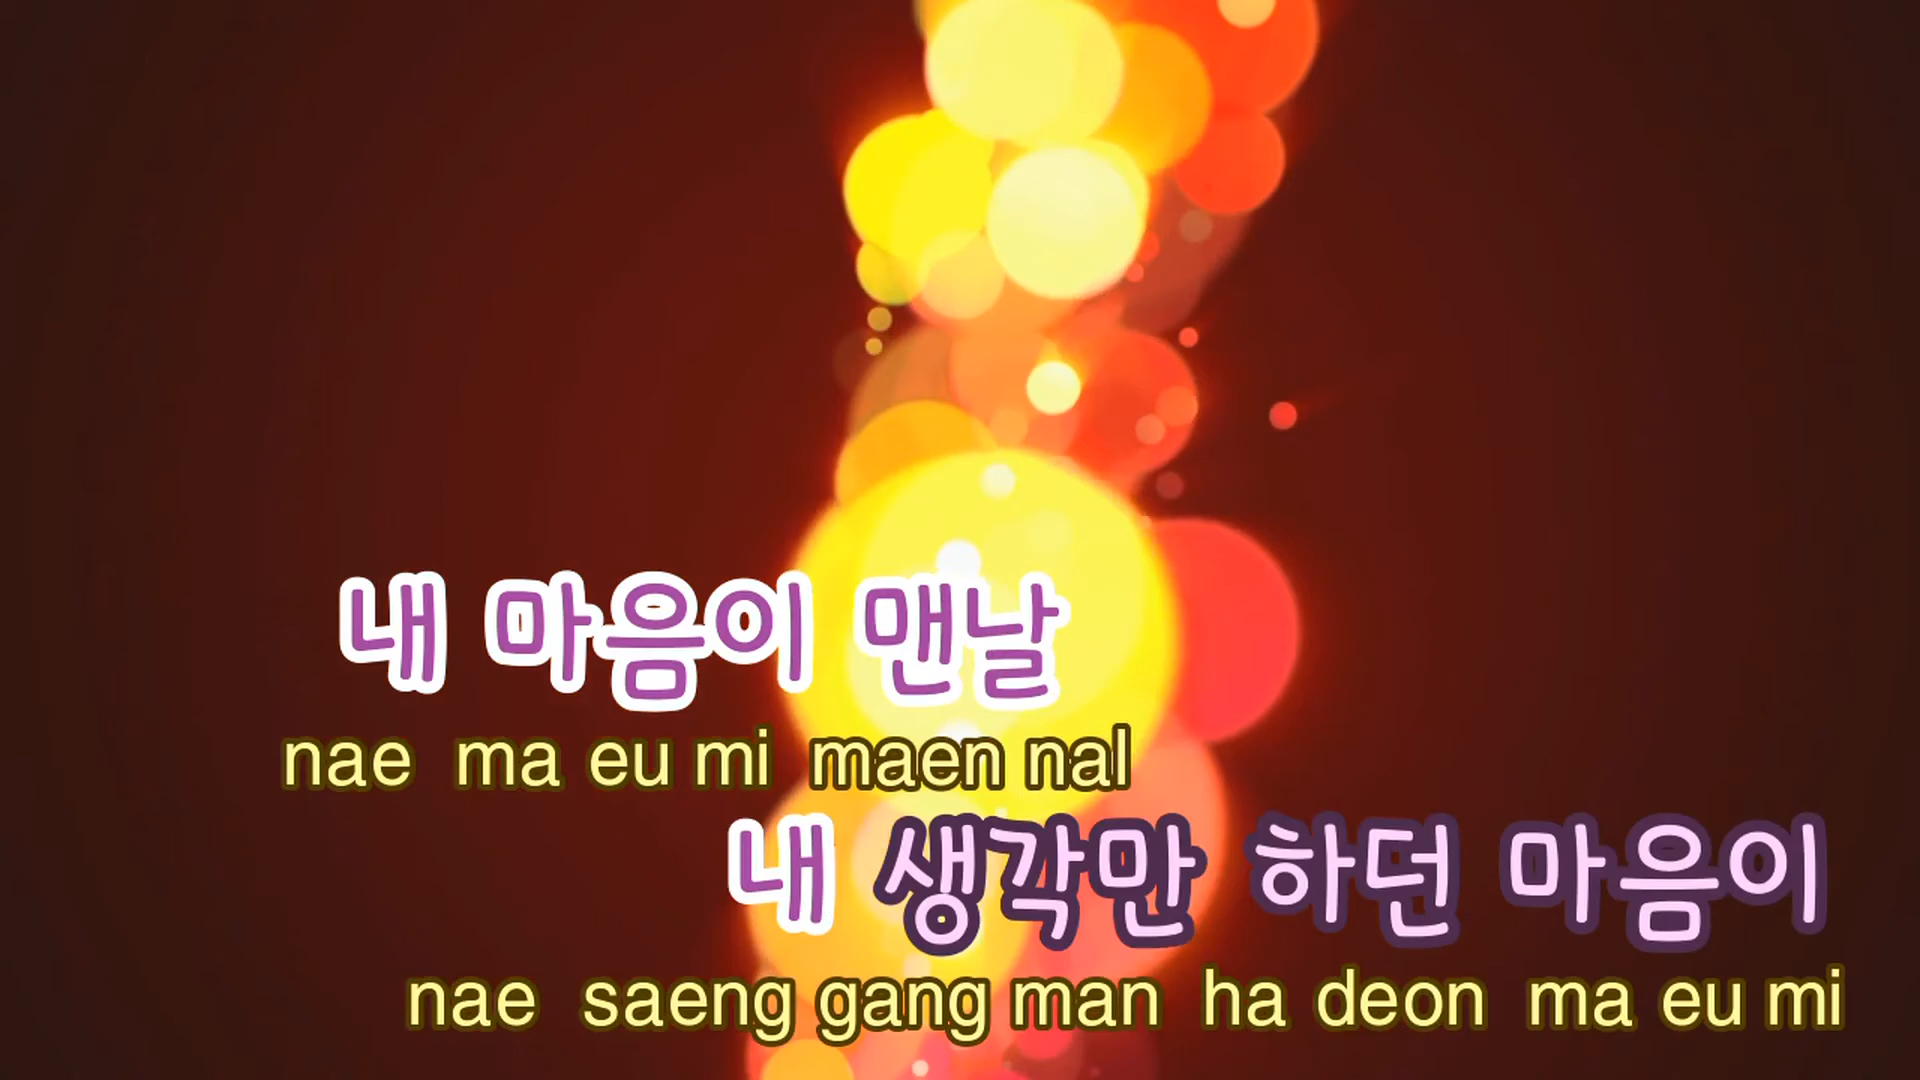 내 마음이 맨날
nae ma eu mi maen nal
내 생각만 하던 마음이
nae saeng gang man ha deon ma eu mi